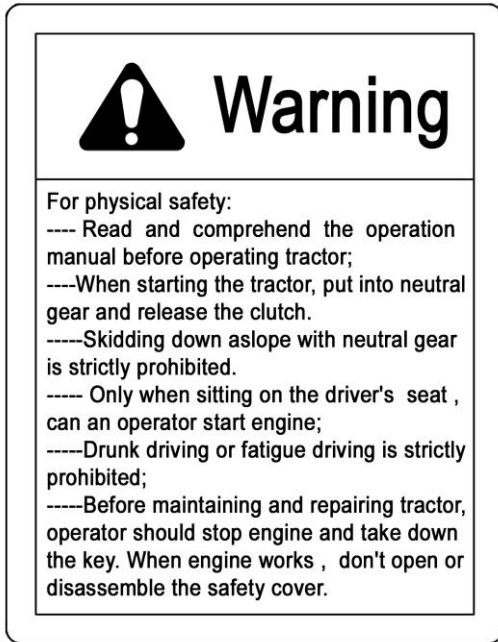 Warning
For physical safety:
---- Read and comprehend the operation
manual before operating tractor;
----When starting the tractor, put into neutral
gear and release the clutch.
-----Skidding down aslope with neutral gear
is strictly prohibited.
----- Only when sitting on the driver's seat ,
can an operator start engine;
-----Drunk driving or fatigue driving is strictly
prohibited;
-----Before maintaining and repairing tractor,
operator should stop engine and take down
the key. When engine works , don't open or
disassemble the safety cover.